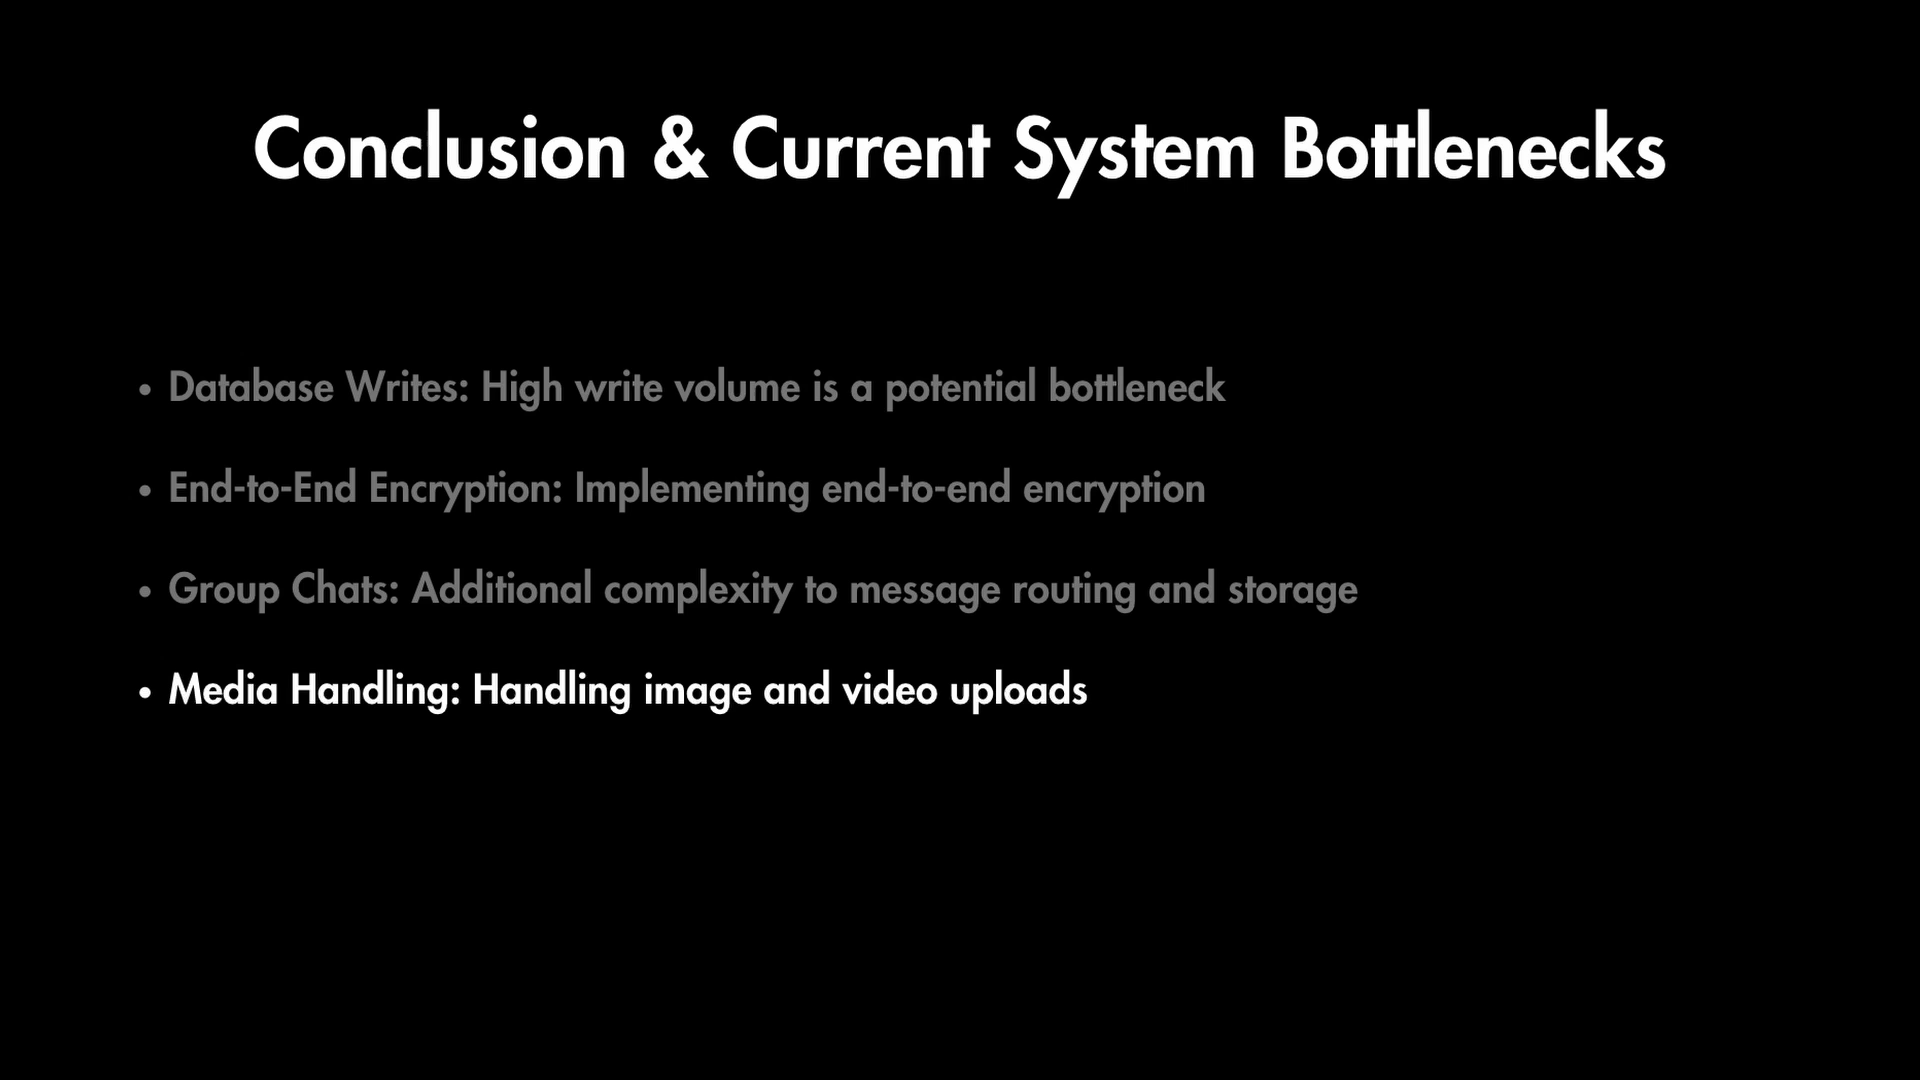 Conclusion & Current System Bottlenecks
• Database Writes: High write volume is a potential bottleneck
• End-to-End Encryption: Implementing end-to-end encryption
• Group Chats: Additional complexity to message routing and storage
• Media Handling: Handling image and video uploads